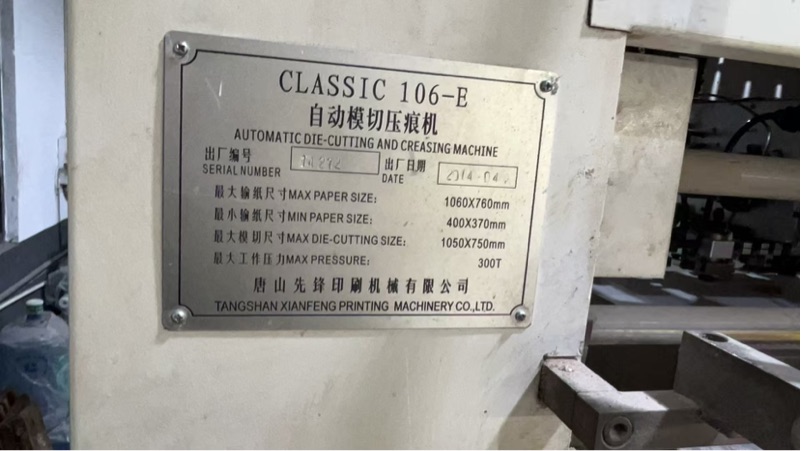 CLASSIC 106-E
自动模切压痕机
AUTOMATIC DIE-CUTTING AND CREASING MACHINE
出厂编号 出厂日期
SERIAL NUMBER DATE 2014.04
最大输纸尺寸MAX PAPER SIZE: 1060X760mm
最小输纸尺寸MIN PAPER SIZE: 400X370mm
最大模切尺寸MAX DIE-CUTTING SIZE: 1050X750mm
最大工作压力MAX PRESSURE: 300T
唐山先锋印刷机械有限公司
TANGSHAN XIANFENG PRINTING MACHINERY CO.,LTD.